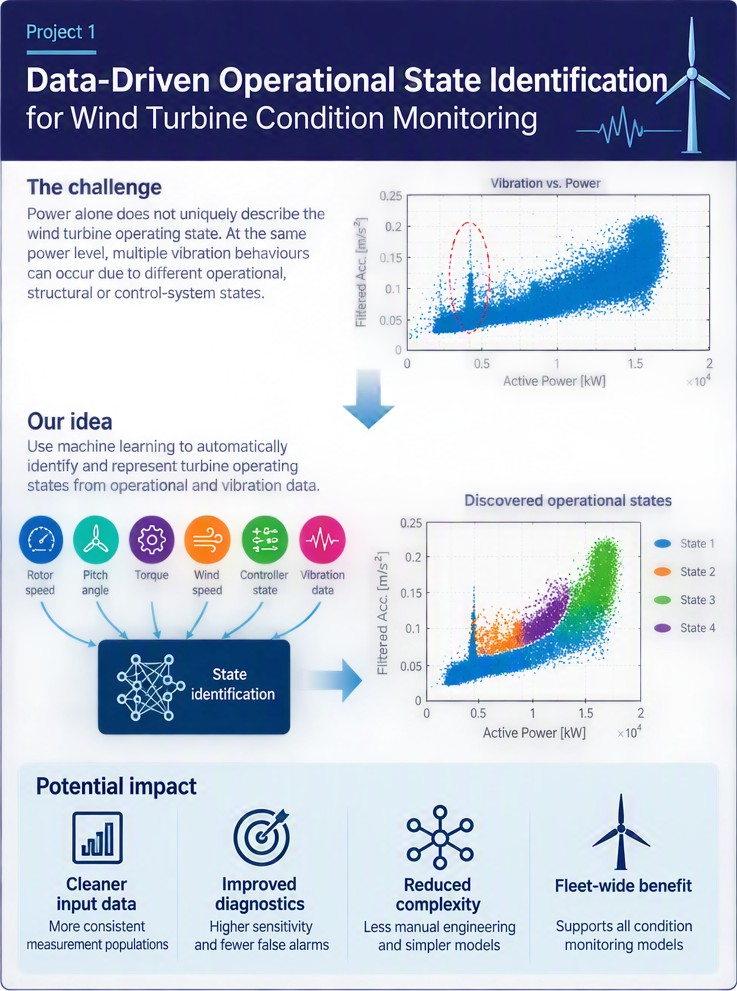 Project 1
Data-Driven Operational State Identification
for Wind Turbine Condition Monitoring
The challenge
Power alone does not uniquely describe the
wind turbine operating state. At the same
power level, multiple vibration behaviours
can occur due to different operational,
structural or control-system states.
Vibration vs. Power
Filtered Acc. [m/s²]
0.25
0.2
0.15
0.1
0.05
0
0 0.5 1 1.5 2
Active Power [kW] ×10⁴
Our idea
Use machine learning to automatically
identify and represent turbine operating
states from operational and vibration data.
Rotor
speed
Pitch
angle
Torque
Wind
speed
Controller
state
Vibration
data
State
identification
Discovered operational states
Filtered Acc. [m/s²]
0.25
0.2
0.15
0.1
0.05
0
0 0.5 1 1.5 2
Active Power [kW] ×10⁴
State 1
State 2
State 3
State 4
Potential impact
Cleaner
input data
More consistent
measurement populations
Improved
diagnostics
Higher sensitivity
and fewer false alarms
Reduced
complexity
Less manual engineering
and simpler models
Fleet-wide benefit
Supports all condition
monitoring models